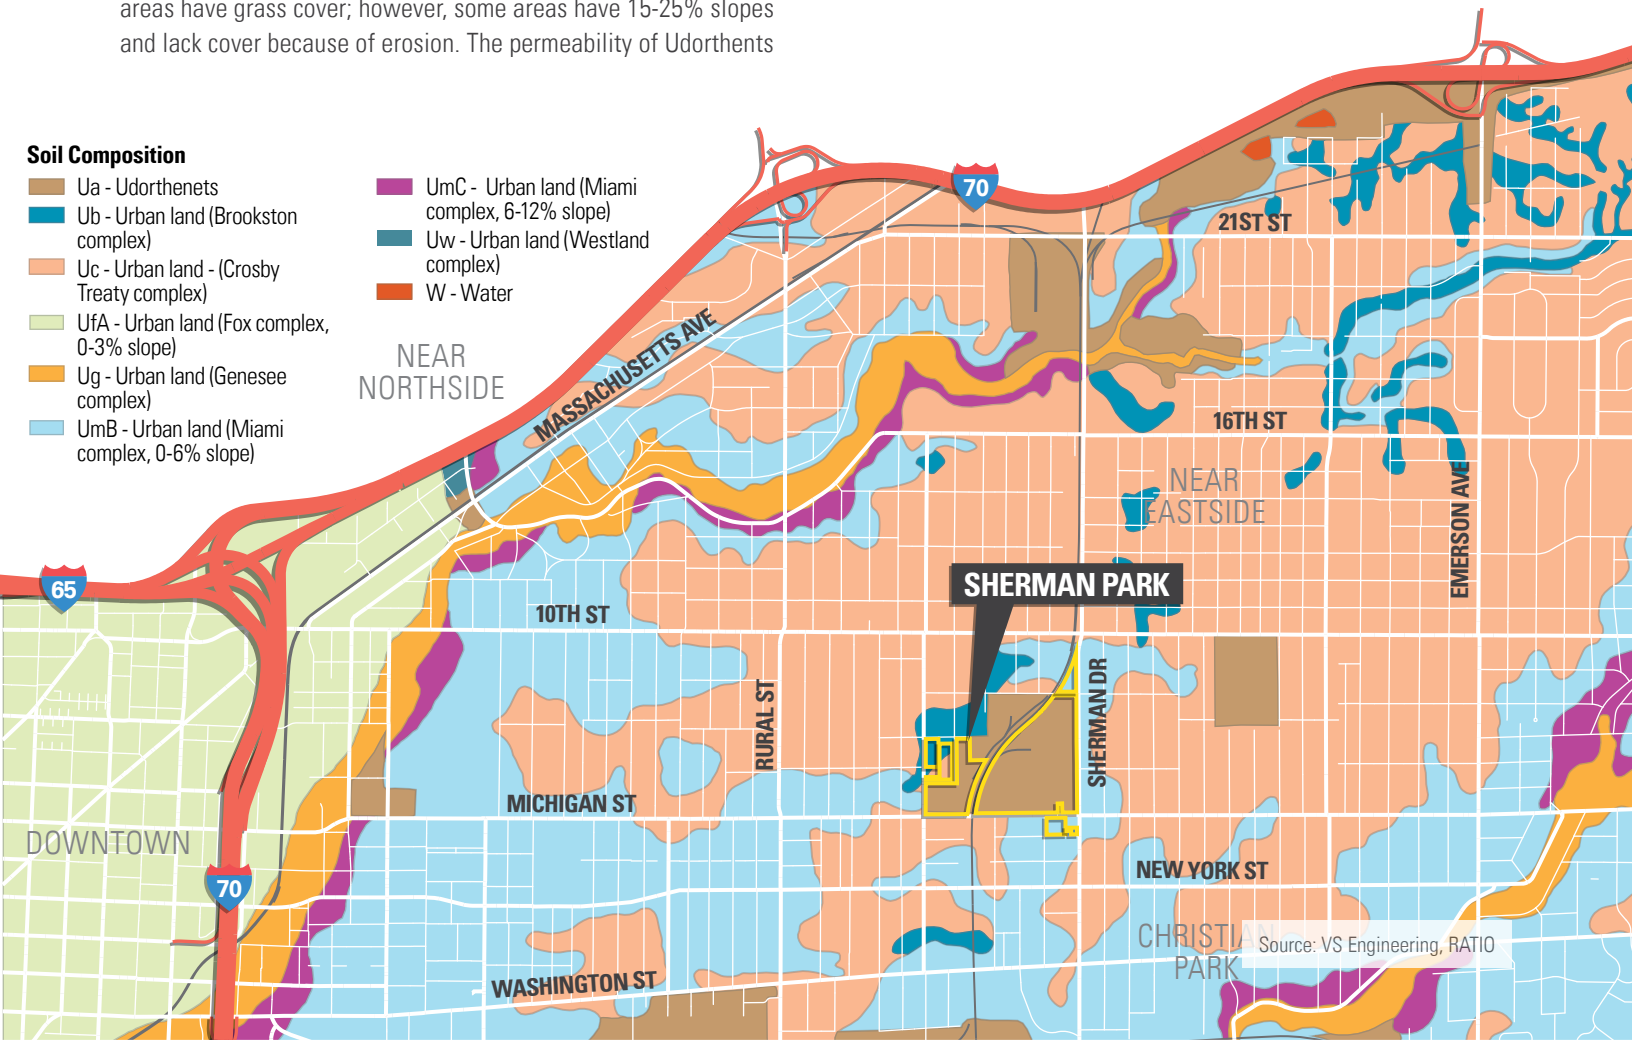 areas have grass cover; however, some areas have 15-25% slopes
and lack cover because of erosion. The permeability of Udorthents
Soil Composition
Ua - Udorthenets
Ub - Urban land (Brookston
complex)
Uc - Urban land - (Crosby
Treaty complex)
UfA - Urban land (Fox complex,
0-3% slope)
Ug - Urban land (Genesee
complex)
UmB - Urban land (Miami
complex, 0-6% slope)
UmC - Urban land (Miami
complex, 6-12% slope)
Uw - Urban land (Westland
complex)
W - Water
70
21ST ST
NEAR
NORTHSIDE
MASSACHUSETTS AVE
16TH ST
NEAR
EASTSIDE
EMERSON AVE
65
SHERMAN PARK
10TH ST
RURAL ST
SHERMAN DR
MICHIGAN ST
DOWNTOWN
70
NEW YORK ST
CHRISTIAN
PARK
Source: VS Engineering, RATIO
WASHINGTON ST